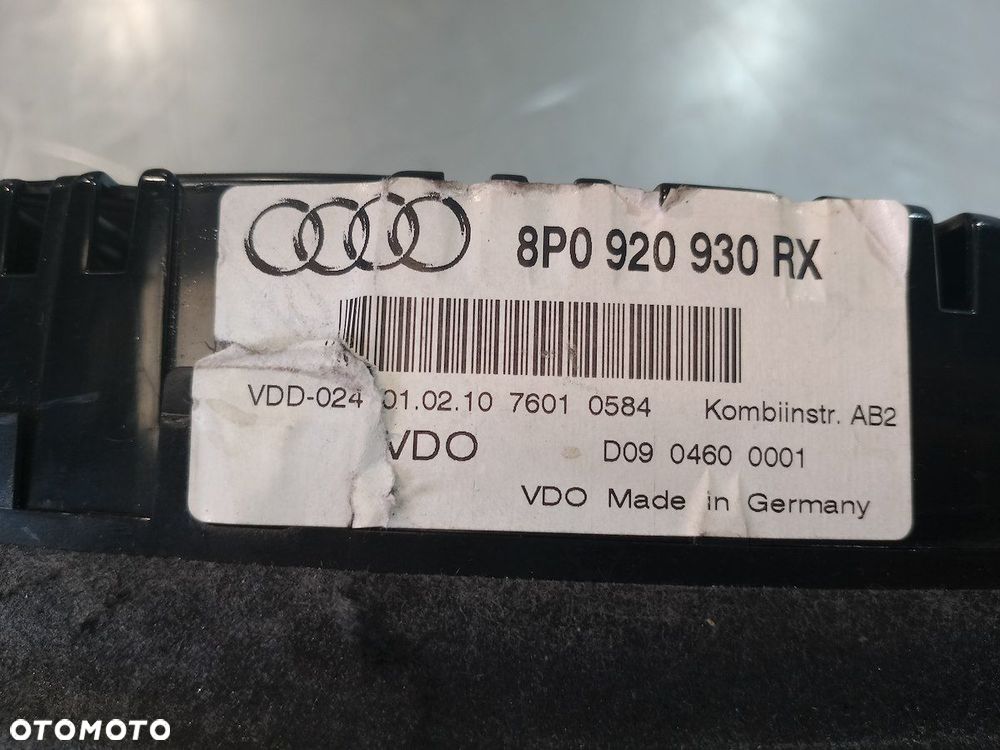 8P0 920 930 RX
VDD-024 01.02.10 7601 0584 Kombiinstr. AB2
VDO D09 0460 0001
VDO Made in Germany
OTOMOTO